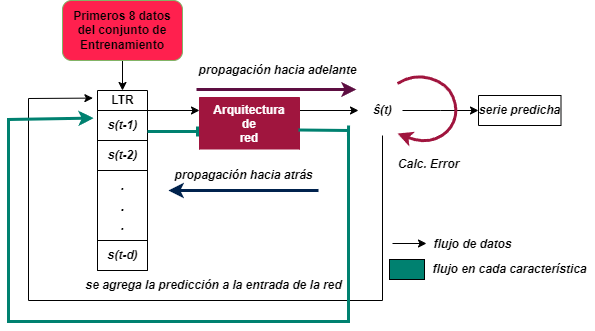 Primeros 8 datos
del conjunto de
Entrenamiento
propagación hacia adelante
LTR
s(t-1)
s(t-2)
.
.
.
s(t-d)
Arquitectura
de
red
ŝ(t)
serie predicha
Calc. Error
propagación hacia atrás
flujo de datos
flujo en cada característica
se agrega la predicción a la entrada de la red